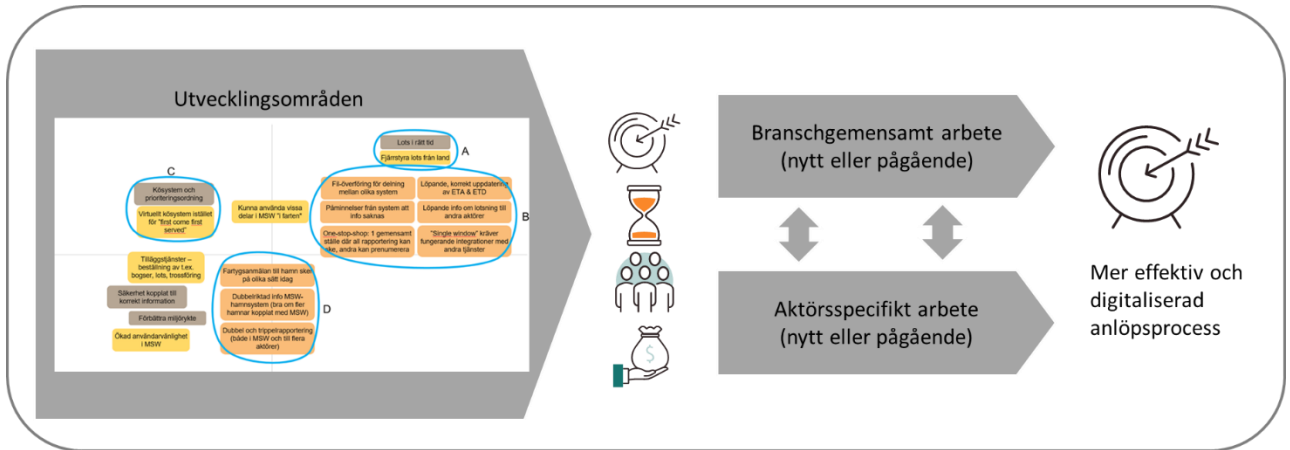 Utvecklingsområden
A
Lots i rätt tid
Fjärrstyra lots från land
C
Kösystem och
prioriteringsordning
Virtuellt kösystem istället
för "first come first
served"
Kunna använda vissa
delar i MSW "i farten"
B
Fil-överföring för delning
mellan olika system
Löpande, korrekt uppdatering
av ETA & ETD
Påminnelser från system att
info saknas
Löpande info om lotsning till
andra aktörer
One-stop-shop: 1 gemensamt
ställe där all rapportering kan
ske, andra kan prenumerera
"Single window" kräver
fungerande integrationer med
andra tjänster
Tilläggstjänster –
beställning av t.ex.
bogser, lots, trossföring
Säkerhet kopplat till
korrekt information
Förbättra miljörykte
Ökad användarvänlighet
i MSW
D
Fartygsanmälan till hamn sker
på olika sätt idag
Dubbelriktad info MSW-
hamnsystem (bra om fler
hamnar kopplat med MSW)
Dubbel och trippelrapportering
(både i MSW och till flera
aktörer)
$
Branschgemensamt arbete
(nytt eller pågående)
Aktörsspecifikt arbete
(nytt eller pågående)
Mer effektiv och
digitaliserad
anlöpsprocess